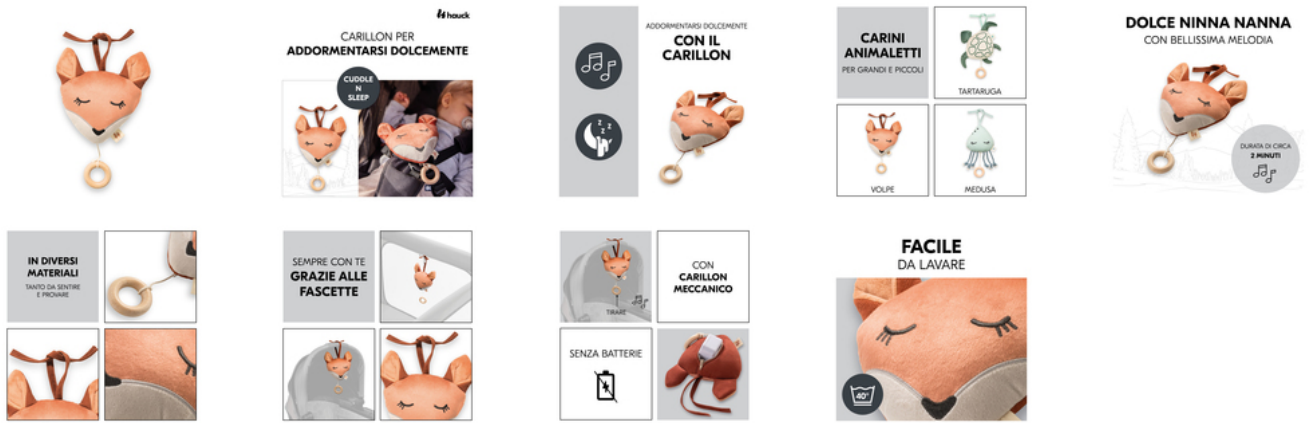 hauck
CARILLON PER
ADDORMENTARSI DOLCEMENTE
CUDDLE
N
SLEEP
ADDORMENTARSI DOLCEMENTE
CON IL
CARILLON
z z z
CARINI
ANIMALETTI
PER GRANDI E PICCOLI
TARTARUGA
VOLPE
MEDUSA
DOLCE NINNA NANNA
CON BELLISSIMA MELODIA
DURATA DI CIRCA
2 MINUTI
IN DIVERSI
MATERIALI
TANTO DA SENTIRE
E PROVARE
SEMPRE CON TE
GRAZIE ALLE
FASCETTE
TIRARE
CON
CARILLON
MECCANICO
SENZA BATTERIE
FACILE
DA LAVARE
40°